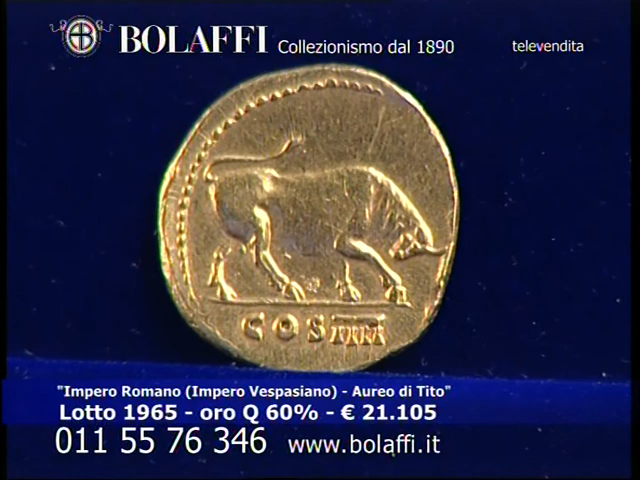 BOLAFFI Collezionismo dal 1890 televendita
COS IIII
"Impero Romano (Impero Vespasiano) - Aureo di Tito"
Lotto 1965 - oro Q 60% - € 21.105
011 55 76 346 www.bolaffi.it